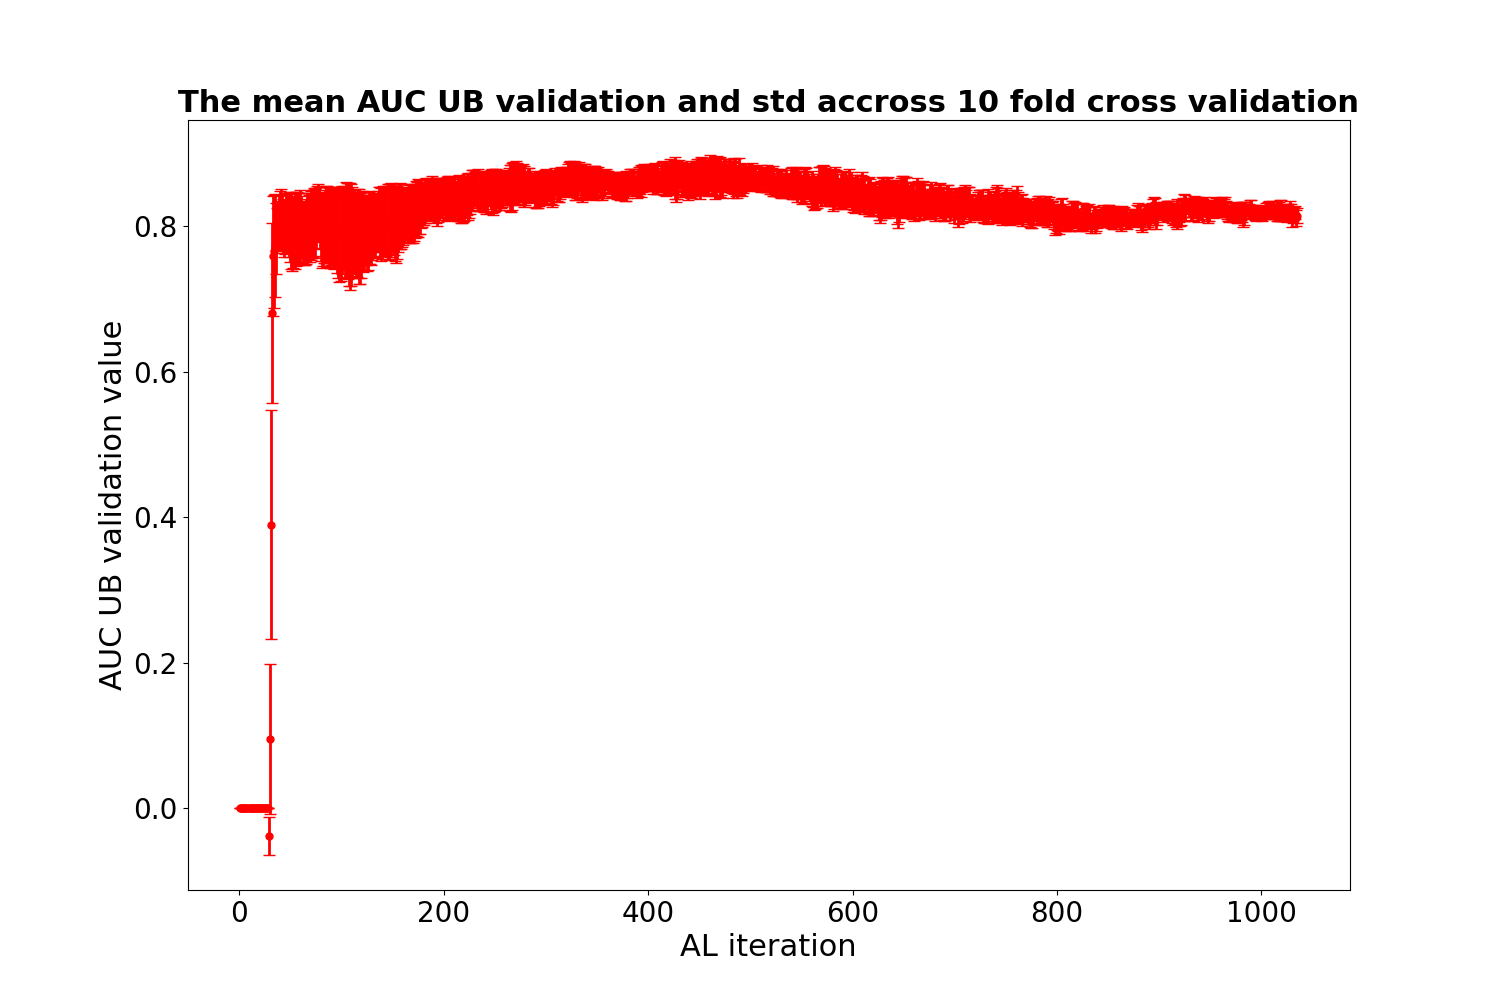 The mean AUC UB validation and std accross 10 fold cross validation
AUC UB validation value
0.8
0.6
0.4
0.2
0.0
0 200 400 600 800 1000
AL iteration